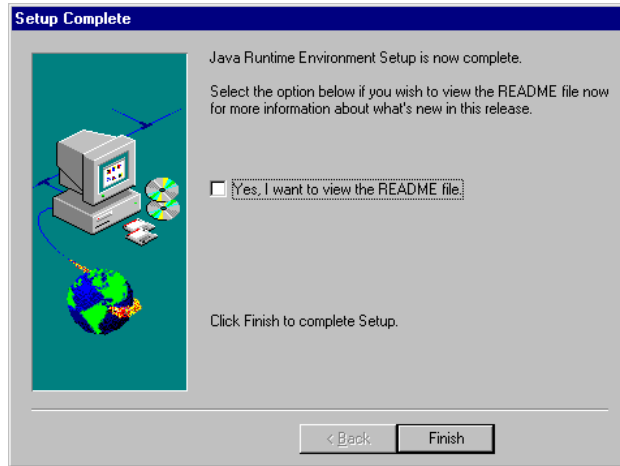 Setup Complete
Java Runtime Environment Setup is now complete.
Select the option below if you wish to view the README file now
for more information about what's new in this release.
Yes, I want to view the README file.
Click Finish to complete Setup.
< Back
Finish